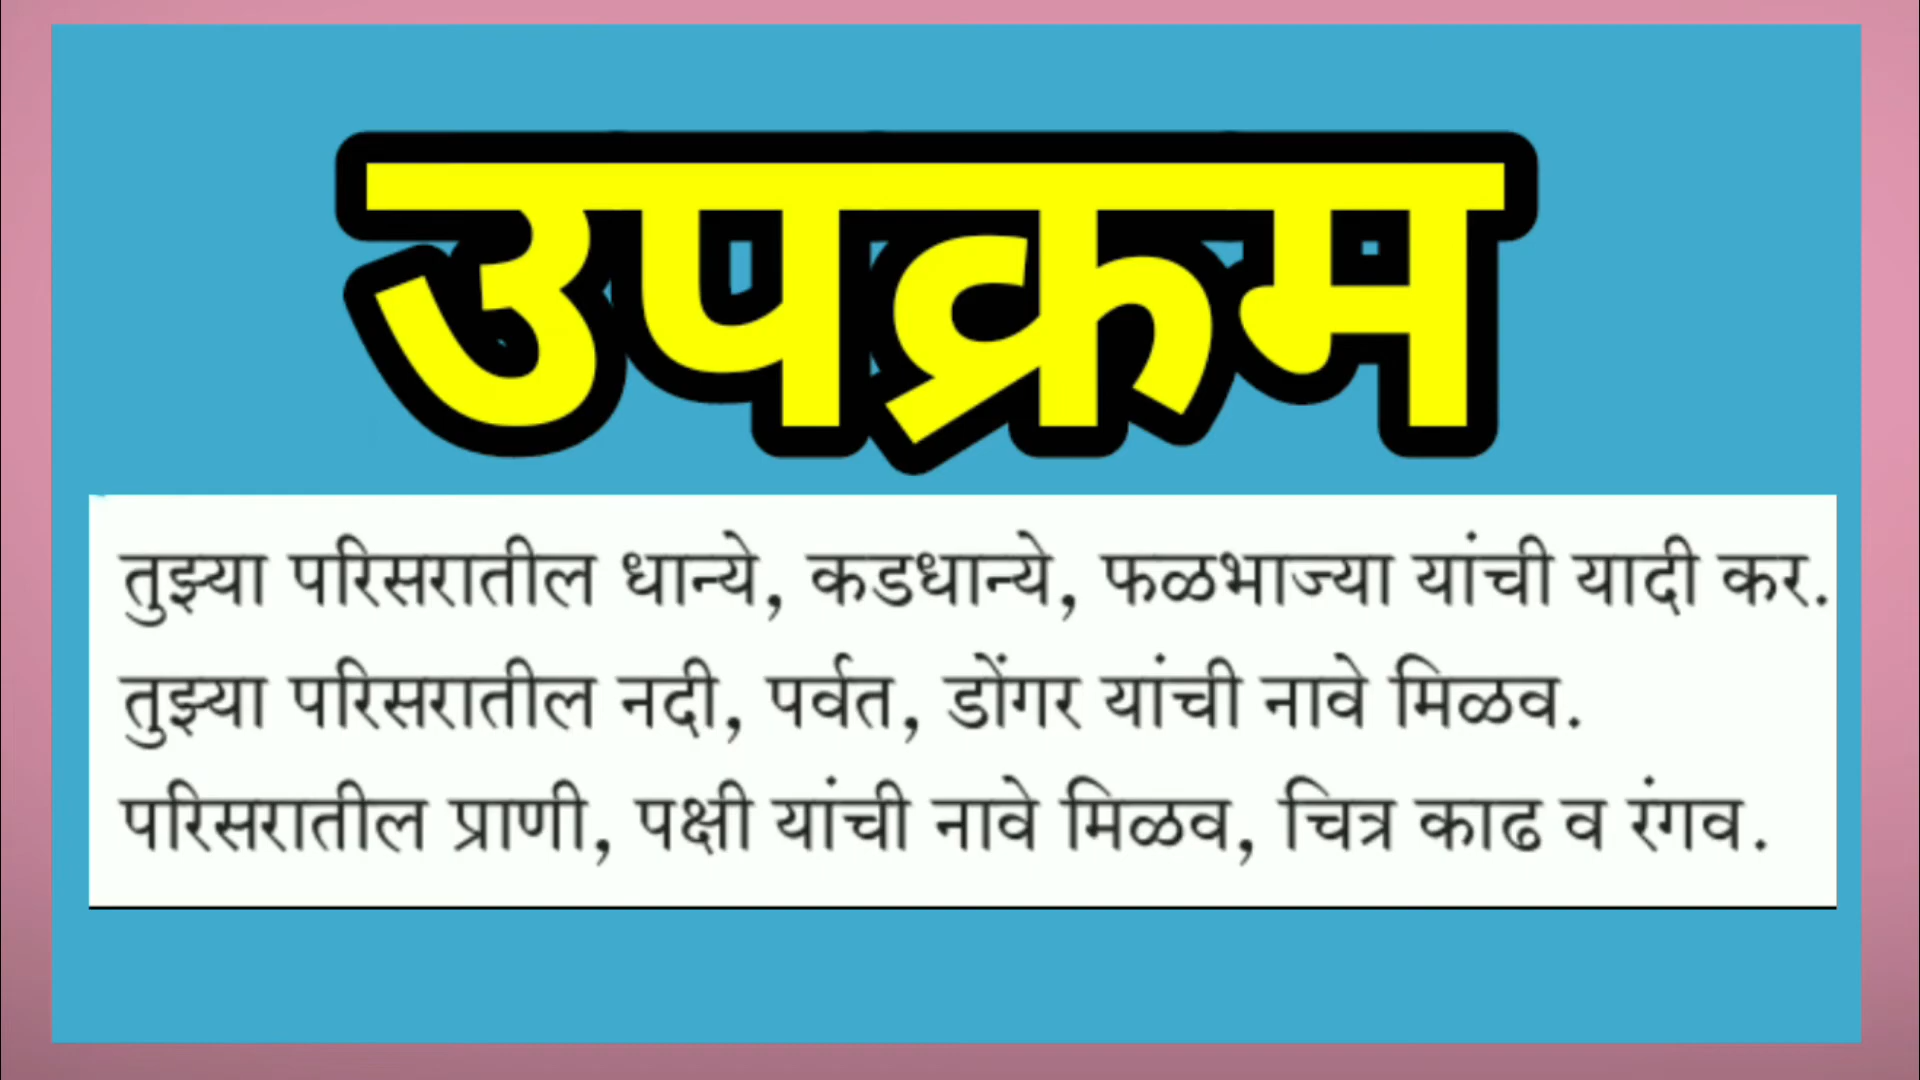 उपक्रम
तुझ्या परिसरातील धान्ये, कडधान्ये, फळभाज्या यांची यादी कर.
तुझ्या परिसरातील नदी, पर्वत, डोंगर यांची नावे मिळव.
परिसरातील प्राणी, पक्षी यांची नावे मिळव, चित्र काढ व रंगव.